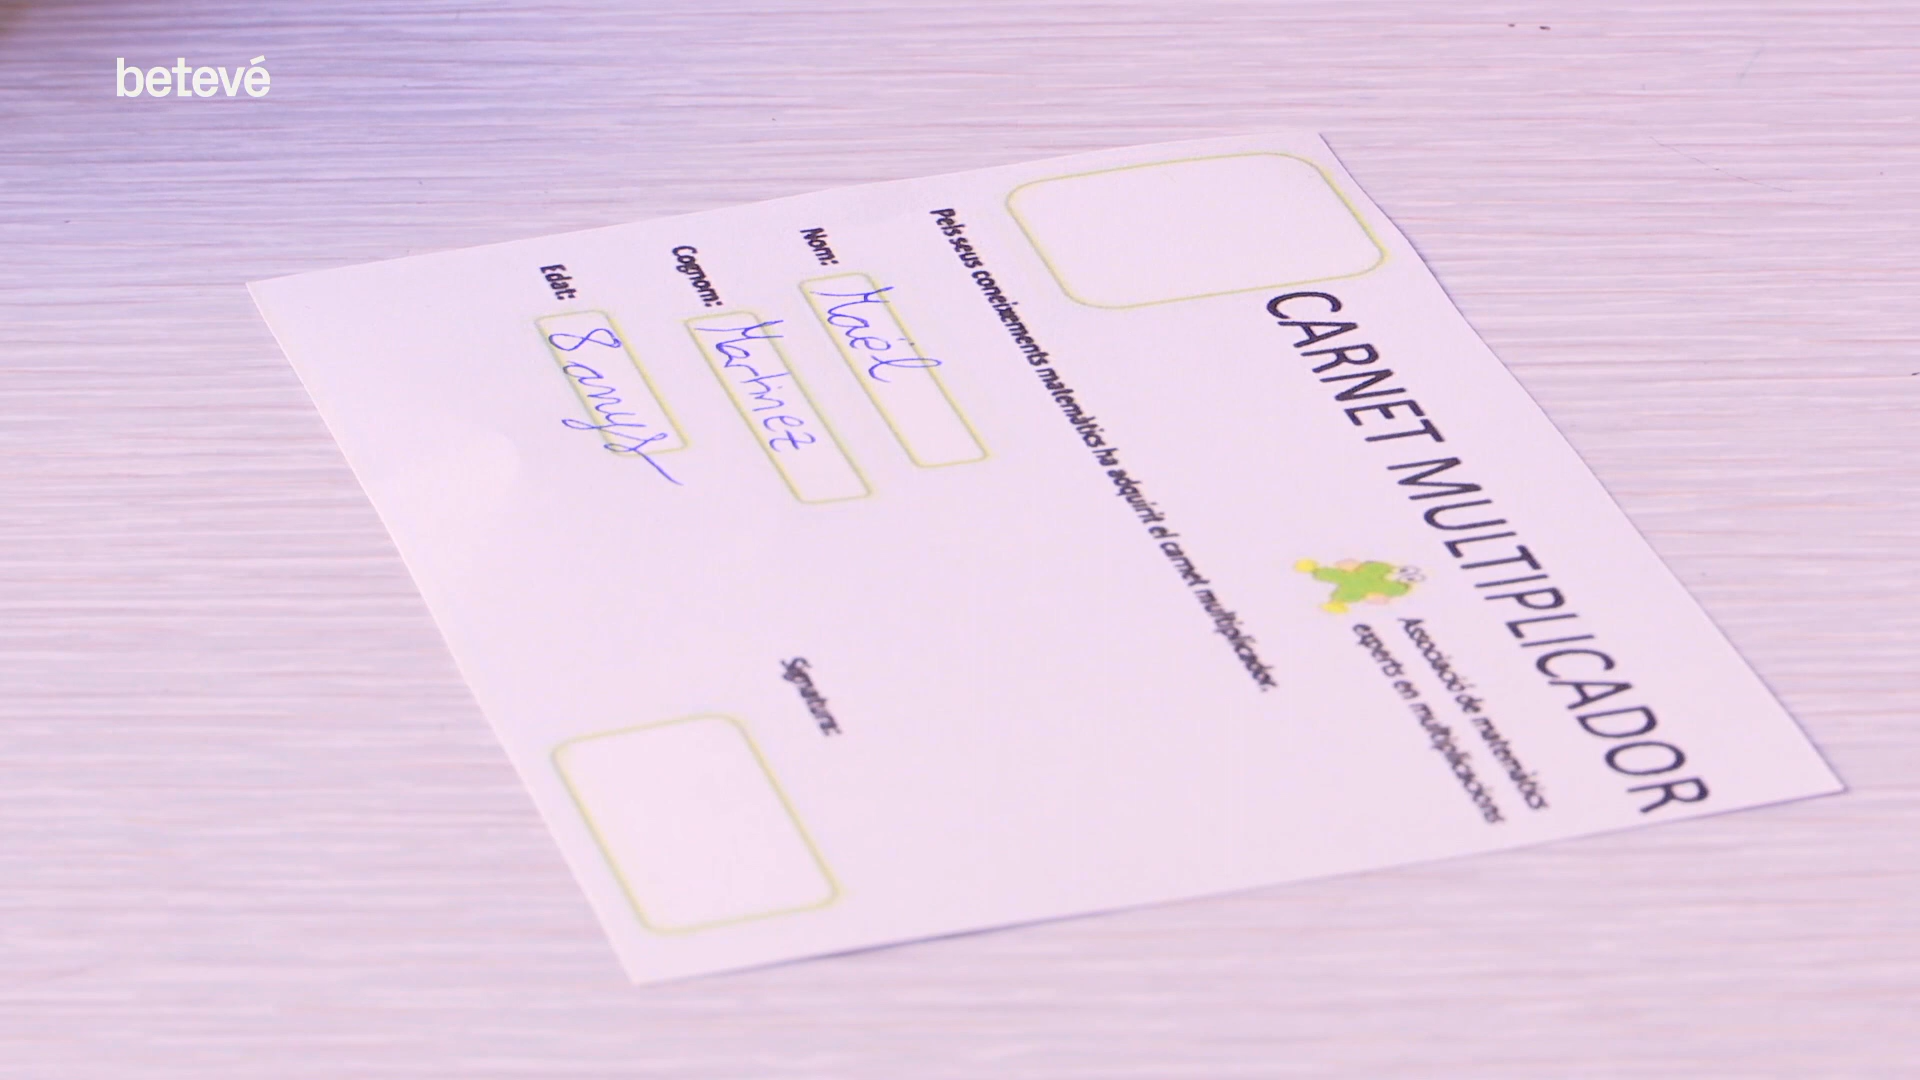 betevé
CARNET MULTIPLICADOR
Associació de matemàtics
experts en multiplicacions
Pels seus coneixements matemàtics ha adquirit el carnet multiplicador.
Nom: Maël
Cognom: Martinez
Edat: 8 anys
Signatura: